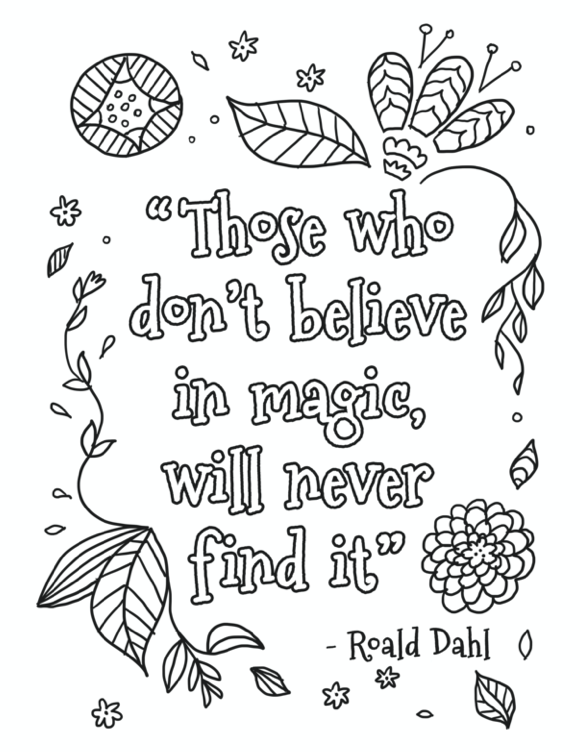 “Those who
don't believe
in magic,
will never
find it”
- Roald Dahl